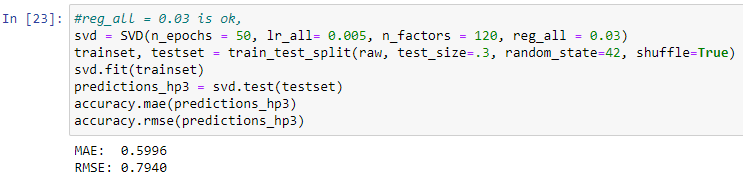 In [23]: #reg_all = 0.03 is ok,
svd = SVD(n_epochs = 50, lr_all= 0.005, n_factors = 120, reg_all = 0.03)
trainset, testset = train_test_split(raw, test_size=.3, random_state=42, shuffle=True)
svd.fit(trainset)
predictions_hp3 = svd.test(testset)
accuracy.mae(predictions_hp3)
accuracy.rmse(predictions_hp3)
MAE:  0.5996
RMSE: 0.7940